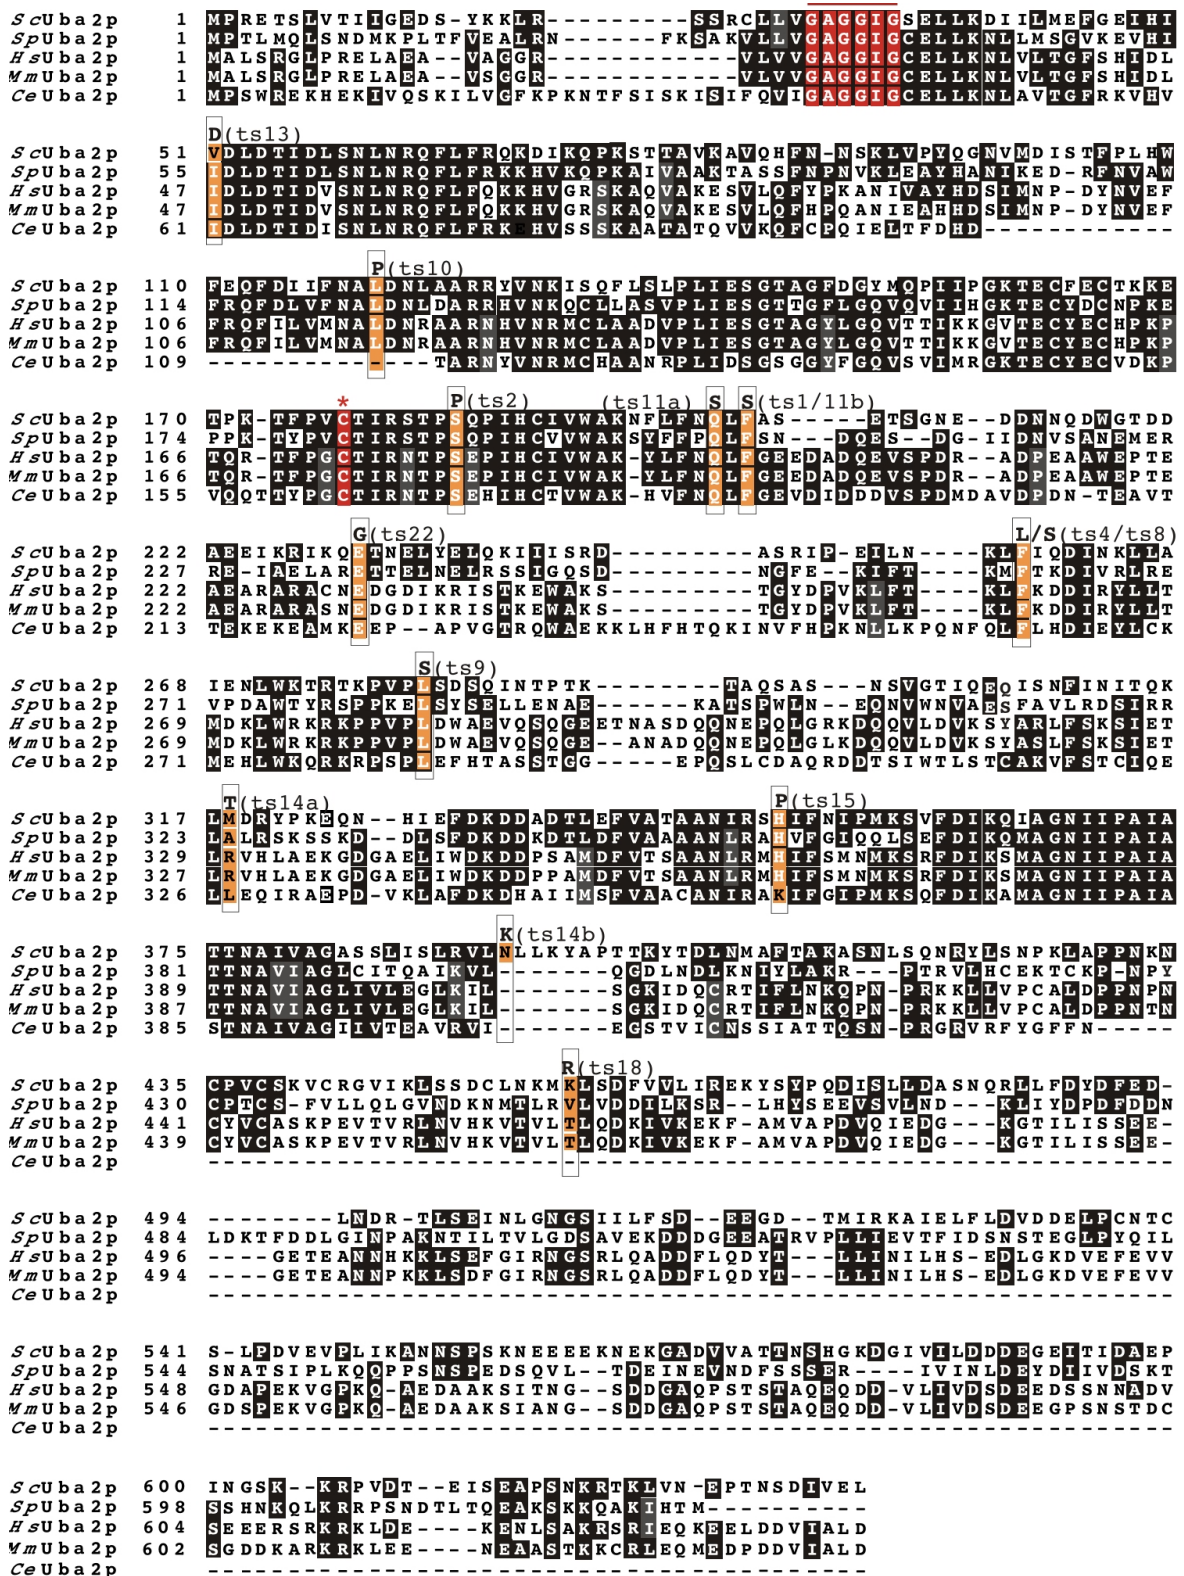 ScUba2p 1 MPRETSLVTIIGEDS-YKKLR----------SSRCLLVGAGGIGSELLKDIILMEFGEIHI
SpUba2p 1 MPTLMQLSNDMKPLTFVEALRN-------FKSAKVLLVGAGGIGCELLKNLLMSGVKEVHI
HsUba2p 1 MALSRGLPRELAEA--VAGGR------------VLVVGAGGIGCELLKNLVLTGFSHIDL
MmUba2p 1 MALSRGLPRELAEA--VSGGR------------VLVVGAGGIGCELLKNLVLTGFSHIDL
CeUba2p 1 MPSWREKHEKIVQSKILVGFKPKNTFSISKISIFQVIGAGGIGCELLKNLAVTGFRKVHV
D(ts13)
ScUba2p 51 VDLDTIDLSNLNRQFLFRQKDIKQPKSTTAVKAVQHFN-NSKLVPYQGNVMDISTFPLHW
SpUba2p 55 IDLDTIDLSNLNRQFLFRKKHVKQPKAIVAAKTASSFNPNVKLEAYHANIKED-RFNVAW
HsUba2p 47 IDLDTIDVSNLNRQFLFQKKHVGRSKAQVAKESVLQFYPKANIVAYHDSIMNP-DYNVEF
MmUba2p 47 IDLDTIDVSNLNRQFLFQKKHVGRSKAQVAKESVLQFHPQANIEAHHDSIMNP-DYNVEF
CeUba2p 61 IDLDTIDISNLNRQFLFRKEHVSSSKAATATQVVKQFCPQIELTFDHD------------
P(ts10)
ScUba2p 110 FEQFDIIFNALDNLAARRYVNKISQFLSLPLIESGTAGFDGYMQPIIPGKTECFECTKKE
SpUba2p 114 FRQFDLVFNALDNLDARRHVNKQCLLASVPLIESGTTGFLGQVQVIIHGKTECYDCNPKE
HsUba2p 106 FRQFILVMNALDNRAARNHVNRMCLAADVPLIESGTAGYLGQVTTIKKGVTECYECHPKP
MmUba2p 106 FRQFILVMNALDNRAARNHVNRMCLAADVPLIESGTAGYLGQVTTIKKGVTECYECHPKP
CeUba2p 109 --------------TARNYVNRMCHAANRPLIDSGSGGYFGQVSVIMRGKTECYECVDKP
* P(ts2) (ts11a) S S(ts1/11b)
ScUba2p 170 TPK-TFPVCTIRSTPSQPIHCIVWAKNFLFNQLFAS-----ETSGNE--DDNNQDWGTDD
SpUba2p 174 PPK-TYPVCTIRSTPSQPIHCVVWAKSYFFPQLFSN----DQES--DG-IIDNVSANEMER
HsUba2p 166 TQR-TFPGCTIRNTPSEPIHCIVWAK-YLFNQLFGEEDADQEVSPDR--ADPEAAWEPTE
MmUba2p 166 TQR-TFPGCTIRNTPSEPIHCIVWAK-YLFNQLFGEEDADQEVSPDR--ADPEAAWEPTE
CeUba2p 155 VQQTTYPGCTIRNTPSEHIHCTVWAK-HVFNQLFGEVDIDDDVSPDMDAVDPDN-TEAVT
G(ts22) L/S(ts4/ts8)
ScUba2p 222 AEEIKRIKQETNELYELQKIIISRD---------ASRIP-EILN----KLFIQDINKLLA
SpUba2p 227 RE-IAELARETTELNELRSSIGQSD---------NGFE--KIFT----KMFTKDIVRLRE
HsUba2p 222 AEARARACNEDGDIKRISTKEWAKS---------TGYDPVKLFT----KLFKDDIRYLLT
MmUba2p 222 AEARARASNEDGDIKRISTKEWAKS---------TGYDPVKLFT----KLFKDDIRYLLT
CeUba2p 213 TEKEKEAMKEEP--APVGTRQWAEKKLHFHTQKINVFHPKNLLKPQNFQLFLHDIEYLCK
S(ts9)
ScUba2p 268 IENLWKTRTKPVPLSDSQINTPTK--------TAQSAS---NSVGTIQEQISNFINITQK
SpUba2p 271 VPDAWTYRSPPKELSYSELLENAE--------KATSPWLN--EQNVWNVAESFAVLRDSIRR
HsUba2p 269 MDKLWRKRKPPVPLDWAEVQSQGEETNASDQQNEPQLGRKDQQVLDVKSYARLFSKSIET
MmUba2p 269 MDKLWRKRKPPVPLDWAEVQSQGE--ANADQQNEPQLGLKDQQVLDVKSYASLFSKSIET
CeUba2p 271 MEHLWKQRKRPSPLEFHTASSTGG-----EPQSLCDAQRDDTSIWTLSTCAKVFSTCIQE
T(ts14a) P(ts15)
ScUba2p 317 LMDRYPKEQN--HIEFDKDDADTLEFVATAANIRSHIFNIPMKSVFDIKQIAGNIIPAIA
SpUba2p 323 LALRSKSSKD--DLSFDKDDKDTLDFVAAAANLRAHVFGIQQLSEFDIKQMAGNIIPAIA
HsUba2p 329 LRVHLAEKGDGAELIWDKDDPSAMDFVTSAANLRMHIFSMNMKSRFDIKSMAGNIIPAIA
MmUba2p 327 LRVHLAEKGDGAELIWDKDDPPAMDFVTSAANLRMHIFSMNMKSRFDIKSMAGNIIPAIA
CeUba2p 326 LLEQIRAEPD-VKLAFDKDHAIIMSFVAACANIRAKIFGIPMKSQFDIKAMAGNIIPAIA
K(ts14b)
ScUba2p 375 TTNAIVAGASSLISLRVLNLLKYAPTTKYTDLNMAFTAKASNLSQNRYLSNPKLAPPNKN
SpUba2p 381 TTNAVIAGLCITQAIKVL-------QGDLNDLKNIYLAKR---PTRVLHCEKTCKP-NPY
HsUba2p 389 TTNAVIAGLIVLEGLKIL-------SGKIDQCRTIFLNKQPN-PRKKLLVPCALDPPNPN
MmUba2p 387 TTNAVIAGLIVLEGLKIL-------SGKIDQCRTIFLNKQPN-PRKKLLVPCALDPPNTN
CeUba2p 385 STNAIVAGIIVTEAVRVI-------EGSTVICNSSIATTQSN-PRGRVRFYGFFN-----
R(ts18)
ScUba2p 435 CPVCSKVCRGVIKLSSDCLNKMKLSDFVVLIREKYSYPQDISLLDASNQRLLFDYDFED-
SpUba2p 430 CPTCS-FVLLQLGVNDKNMTLRVLVDDILKSR--LHYSEEVSVLND---KLIYDPDFDDN
HsUba2p 441 CYVCASKPEVTVRLNVHKVTVLTLQDKIVKEKF-AMVAPDVQIEDG---KGTILISSEE-
MmUba2p 439 CYVCASKPEVTVRLNVHKVTVLTLQDKIVKEKF-AMVAPDVQIEDG---KGTILISSEE-
CeUba2p ------------------------------------------------------------
ScUba2p 494 --------LNDR-TLSEINLGNGSIILFSD--EEGD--TMIRKAIELFLDVDDELPCNTC
SpUba2p 484 LDKTFDDLGINPAKNTILTVLGDSAVEKDDDGEEATRVPLLIEVTFIDSNSTEGLPYQIL
HsUba2p 496 ----GETEANNHKKLSEFGIRNGSRLQADDFLQDYT---LLINILHS-EDLGKDVEFEVV
MmUba2p 494 ----GETEANNPKKLSDFGIRNGSRLQADDFLQDYT---LLINILHS-EDLGKDVEFEVV
CeUba2p ------------------------------------------------------------
ScUba2p 541 S-LPDVEVPLIKANNSPSKNEEEEKNEKGADVVATTNSHGKDGIVILDDDEGEITIDAEP
SpUba2p 544 SNATSIPLKQQPPSNSPEDSQVL--TDEINEVNDFSSSER----IVINLDEYDIIVDSKT
HsUba2p 548 GDAPEKVGPKQ-AEDAAKSITNG--SDDGAQPSTSTAQEQDD-VLIVDSDEEDSSNNADV
MmUba2p 546 GDSPEKVGPKQ-AEDAAKSIANG--SDDGAQPSTSTAQEQDD-VLIVDSDEEGPSNSTDC
CeUba2p ------------------------------------------------------------
ScUba2p 600 INGSK--KRPVDT--EISEAPSNKRTKLVN-EPTNSDIVEL
SpUba2p 598 SSHNKQLKRRPSNDTLTQEAKSKKQAKIHTM----------
HsUba2p 604 SEEERSRKRKLDE----KENLSAKRSRIEQKEELDDVIALD
MmUba2p 602 SGDDKARKRKLEE----NEAASTKKCRLEQMEDPDDVIALD
CeUba2p -----------------------------------------